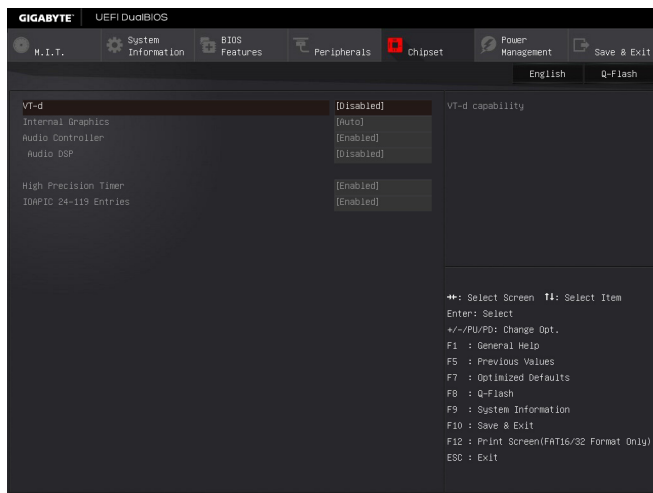 GIGABYTE™ UEFI DualBIOS
M.I.T. System Information BIOS Features Peripherals Chipset Power Management Save & Exit
English Q-Flash
VT-d [Disabled] VT-d capability
Internal Graphics [Auto]
Audio Controller [Enabled]
Audio DSP [Disabled]
High Precision Timer [Enabled]
IOAPIC 24-119 Entries [Enabled]
→←: Select Screen ↑↓: Select Item
Enter: Select
+/-/PU/PD: Change Opt.
F1 : General Help
F5 : Previous Values
F7 : Optimized Defaults
F8 : Q-Flash
F9 : System Information
F10 : Save & Exit
F12 : Print Screen(FAT16/32 Format Only)
ESC : Exit